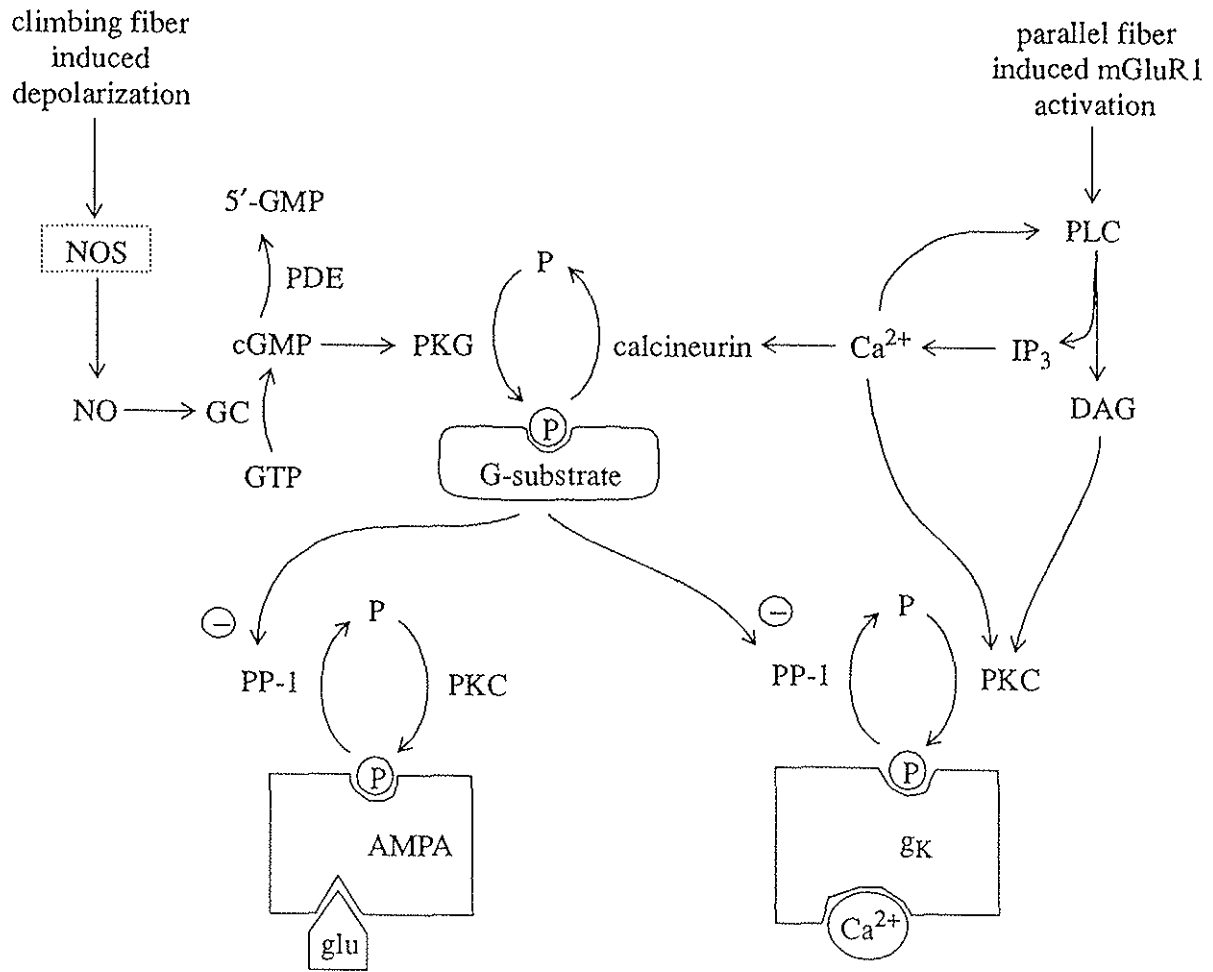 climbing fiber
induced
depolarization
parallel fiber
induced mGluR1
activation
NOS
5′-GMP
PDE
P
PLC
cGMP
PKG
calcineurin
Ca2+
IP3
NO
GC
P
DAG
GTP
G-substrate
−
P
−
P
PP-1
PKC
PP-1
PKC
P
P
AMPA
gK
glu
Ca2+